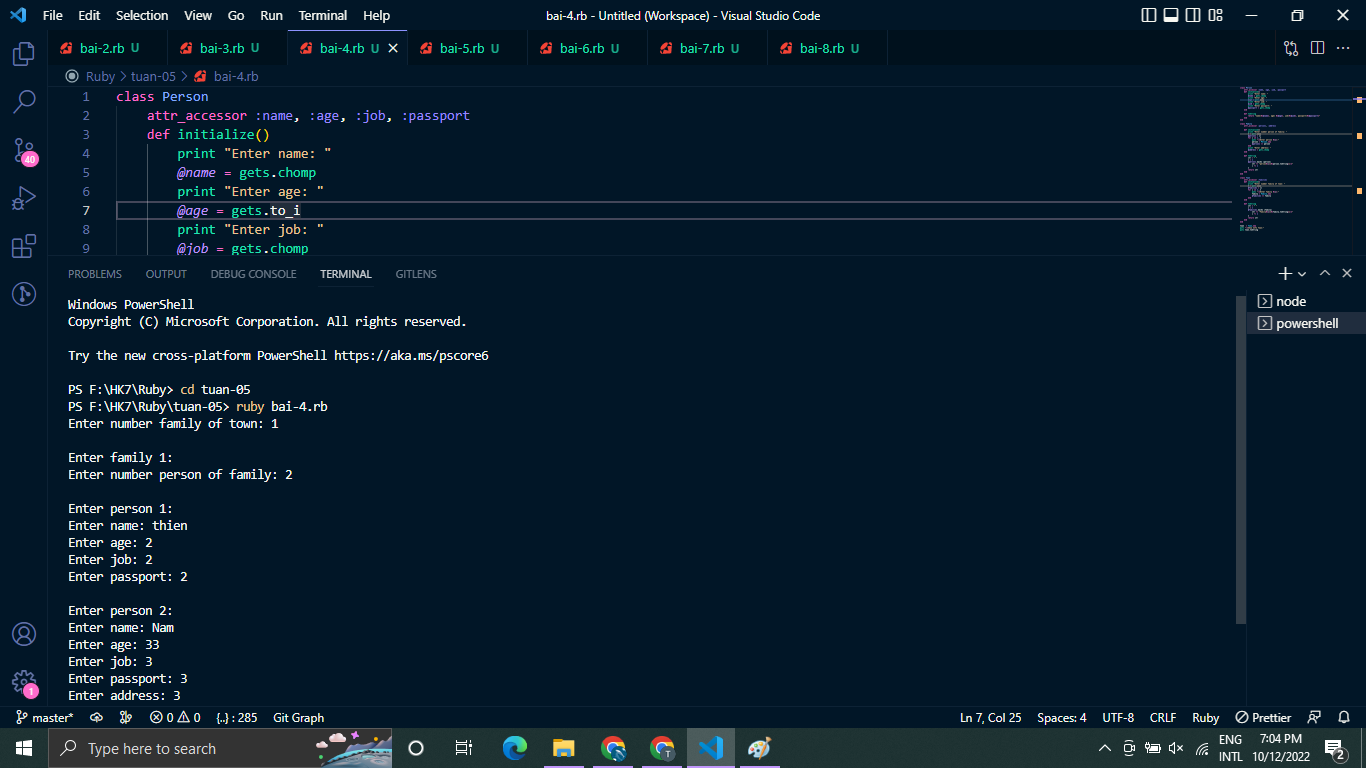 File Edit Selection View Go Run Terminal Help bai-4.rb - Untitled (Workspace) - Visual Studio Code
bai-2.rb U bai-3.rb U bai-4.rb U bai-5.rb U bai-6.rb U bai-7.rb U bai-8.rb U
Ruby > tuan-05 > bai-4.rb
1 class Person
2 attr_accessor :name, :age, :job, :passport
3 def initialize()
4 print "Enter name: "
5 @name = gets.chomp
6 print "Enter age: "
7 @age = gets.to_i
8 print "Enter job: "
9 @job = gets.chomp
40
PROBLEMS OUTPUT DEBUG CONSOLE TERMINAL GITLENS
Windows PowerShell
Copyright (C) Microsoft Corporation. All rights reserved.
Try the new cross-platform PowerShell https://aka.ms/pscore6
PS F:\HK7\Ruby> cd tuan-05
PS F:\HK7\Ruby\tuan-05> ruby bai-4.rb
Enter number family of town: 1
Enter family 1:
Enter number person of family: 2
Enter person 1:
Enter name: thien
Enter age: 2
Enter job: 2
Enter passport: 2
Enter person 2:
Enter name: Nam
Enter age: 33
Enter job: 3
Enter passport: 3
Enter address: 3
node
powershell
1
master* 0 0 {..} : 285 Git Graph Ln 7, Col 25 Spaces: 4 UTF-8 CRLF Ruby Prettier
Type here to search
ENG
INTL
7:04 PM
10/12/2022
2